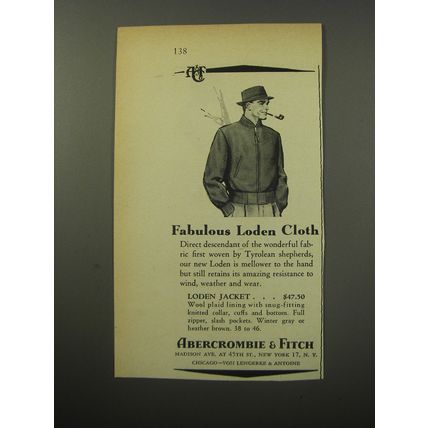 138
A&F
Fabulous Loden Cloth
Direct descendant of the wonderful fab-
ric first woven by Tyrolean shepherds,
our new Loden is mellower to the hand
but still retains its amazing resistance to
wind, weather and wear.
LODEN JACKET . . . $47.50
Wool plaid lining with snug-fitting
knitted collar, cuffs and bottom. Full
zipper, slash pockets. Winter gray or
heather brown. 38 to 46.
ABERCROMBIE & FITCH
MADISON AVE. AT 45TH ST., NEW YORK 17, N. Y.
CHICAGO—VON LENGERKE & ANTOINE